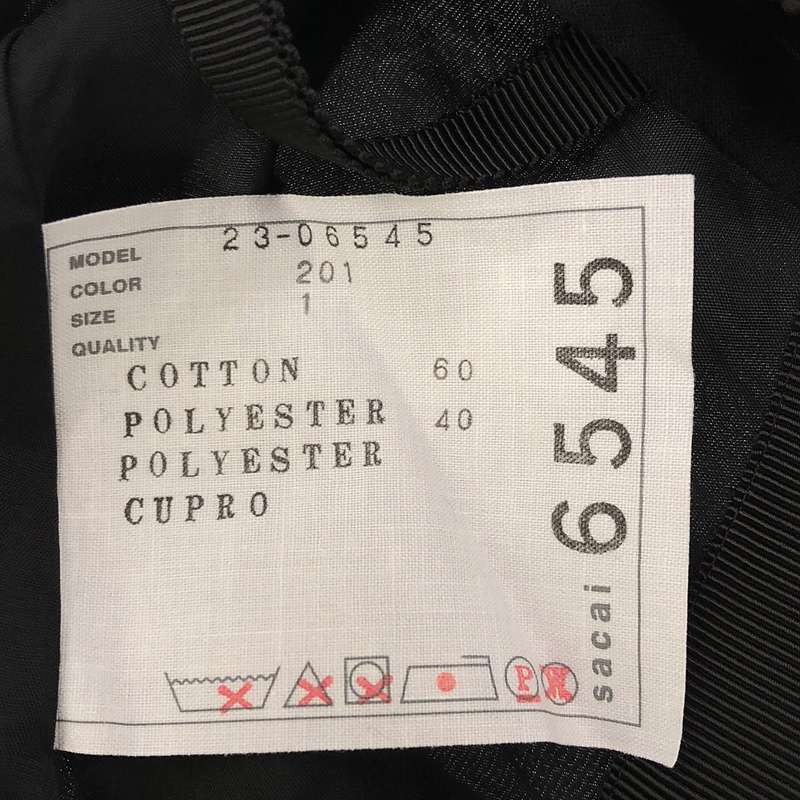 MODEL 23-06545
COLOR 201
SIZE 1
QUALITY
COTTON 60
POLYESTER 40
POLYESTER
CUPRO
P W
sacai 6545